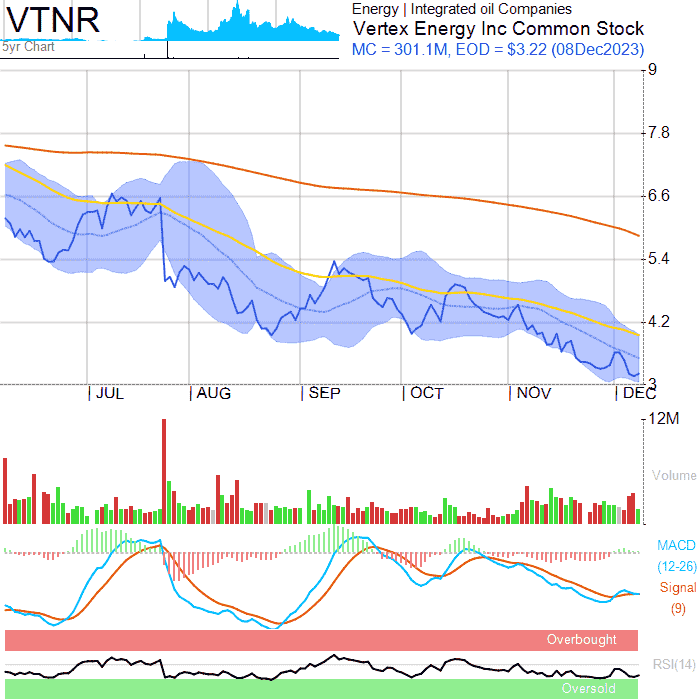 VTNR
5yr Chart
Energy | Integrated oil Companies
Vertex Energy Inc Common Stock
MC = 301.1M, EOD = $3.22 (08Dec2023)
9
7.8
6.6
5.4
4.2
3
JUL AUG SEP OCT NOV DEC
12M
Volume
MACD
(12-26)
Signal
(9)
Overbought
RSI(14)
Oversold